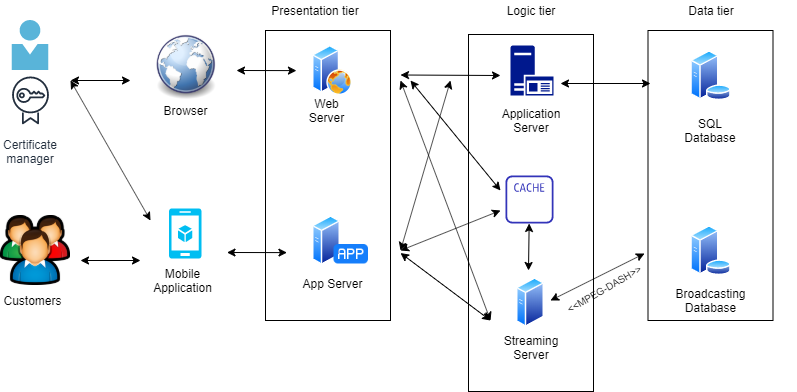 Presentation tier
Logic tier
Data tier
Certificate
manager
Browser
Web
Server
Application
Server
SQL
Database
CACHE
Customers
Mobile
Application
APP
App Server
Streaming
Server
<<MPEG-DASH>>
Broadcasting
Database